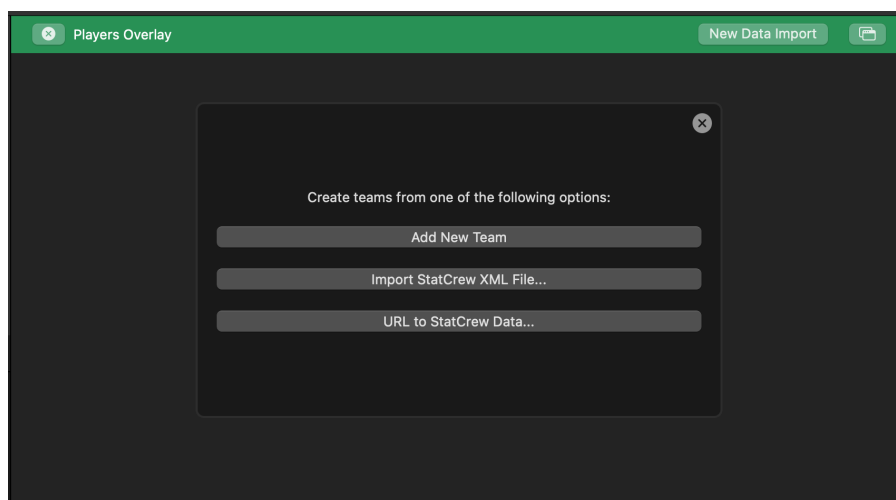 Players Overlay
New Data Import
Create teams from one of the following options:
Add New Team
Import StatCrew XML File...
URL to StatCrew Data...